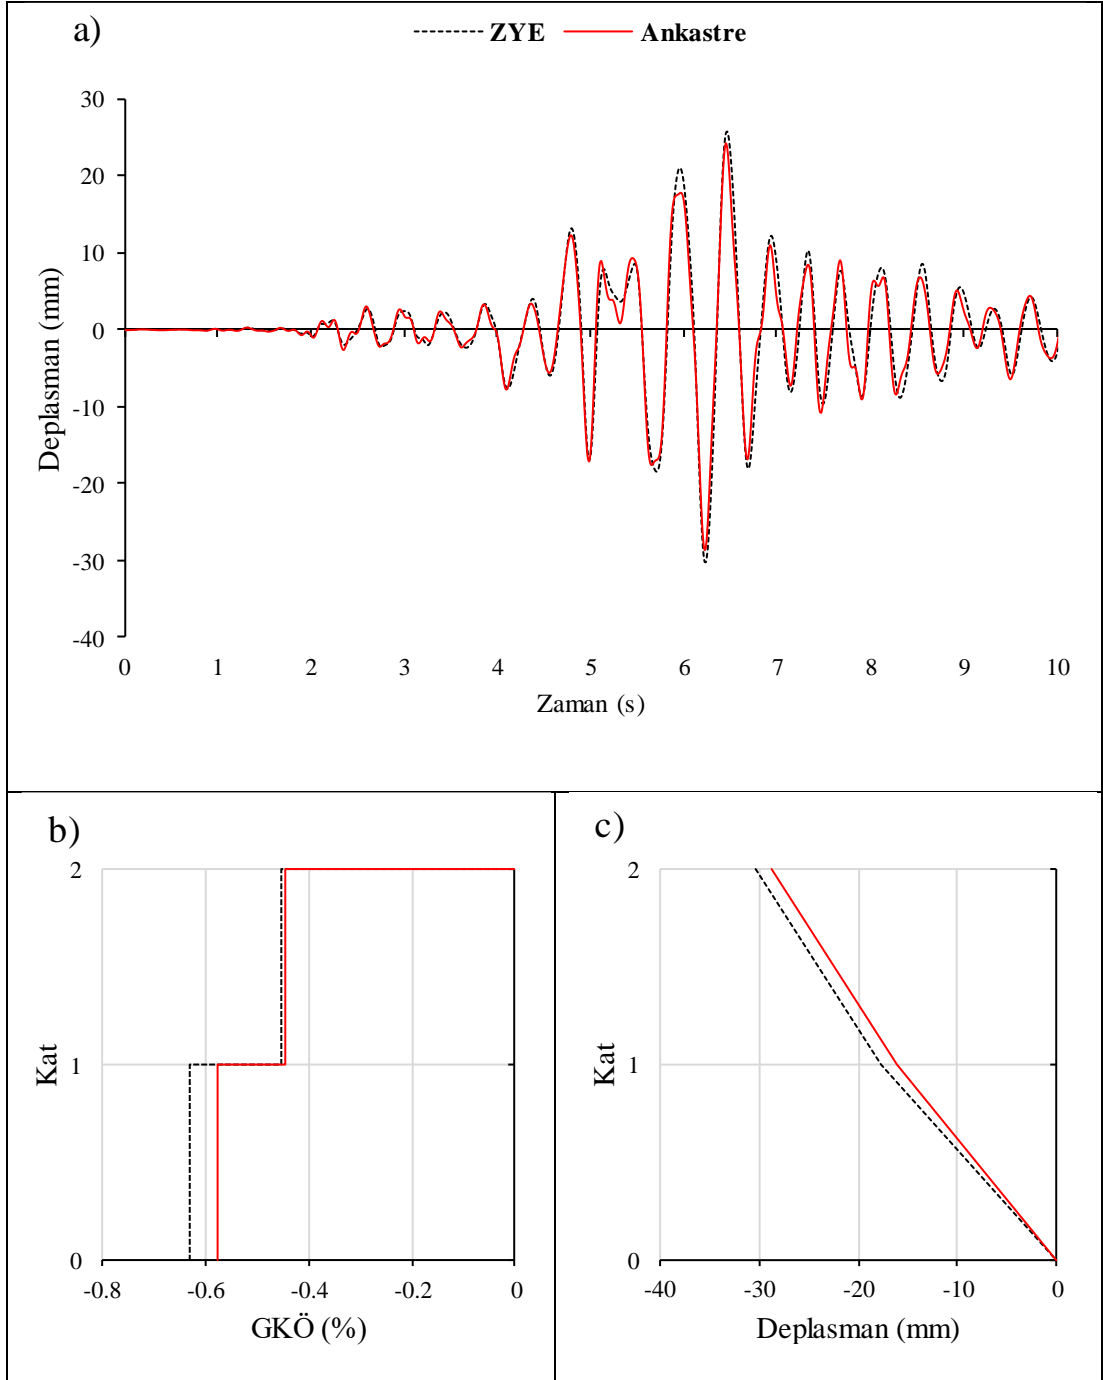 a)
ZYE Ankastre
30
20
10
0
-10
-20
-30
-40
Deplasman (mm)
0 1 2 3 4 5 6 7 8 9 10
Zaman (s)
b)
2
1
0
Kat
-0.8 -0.6 -0.4 -0.2 0
GKÖ (%)
c)
2
1
0
Kat
-40 -30 -20 -10 0
Deplasman (mm)